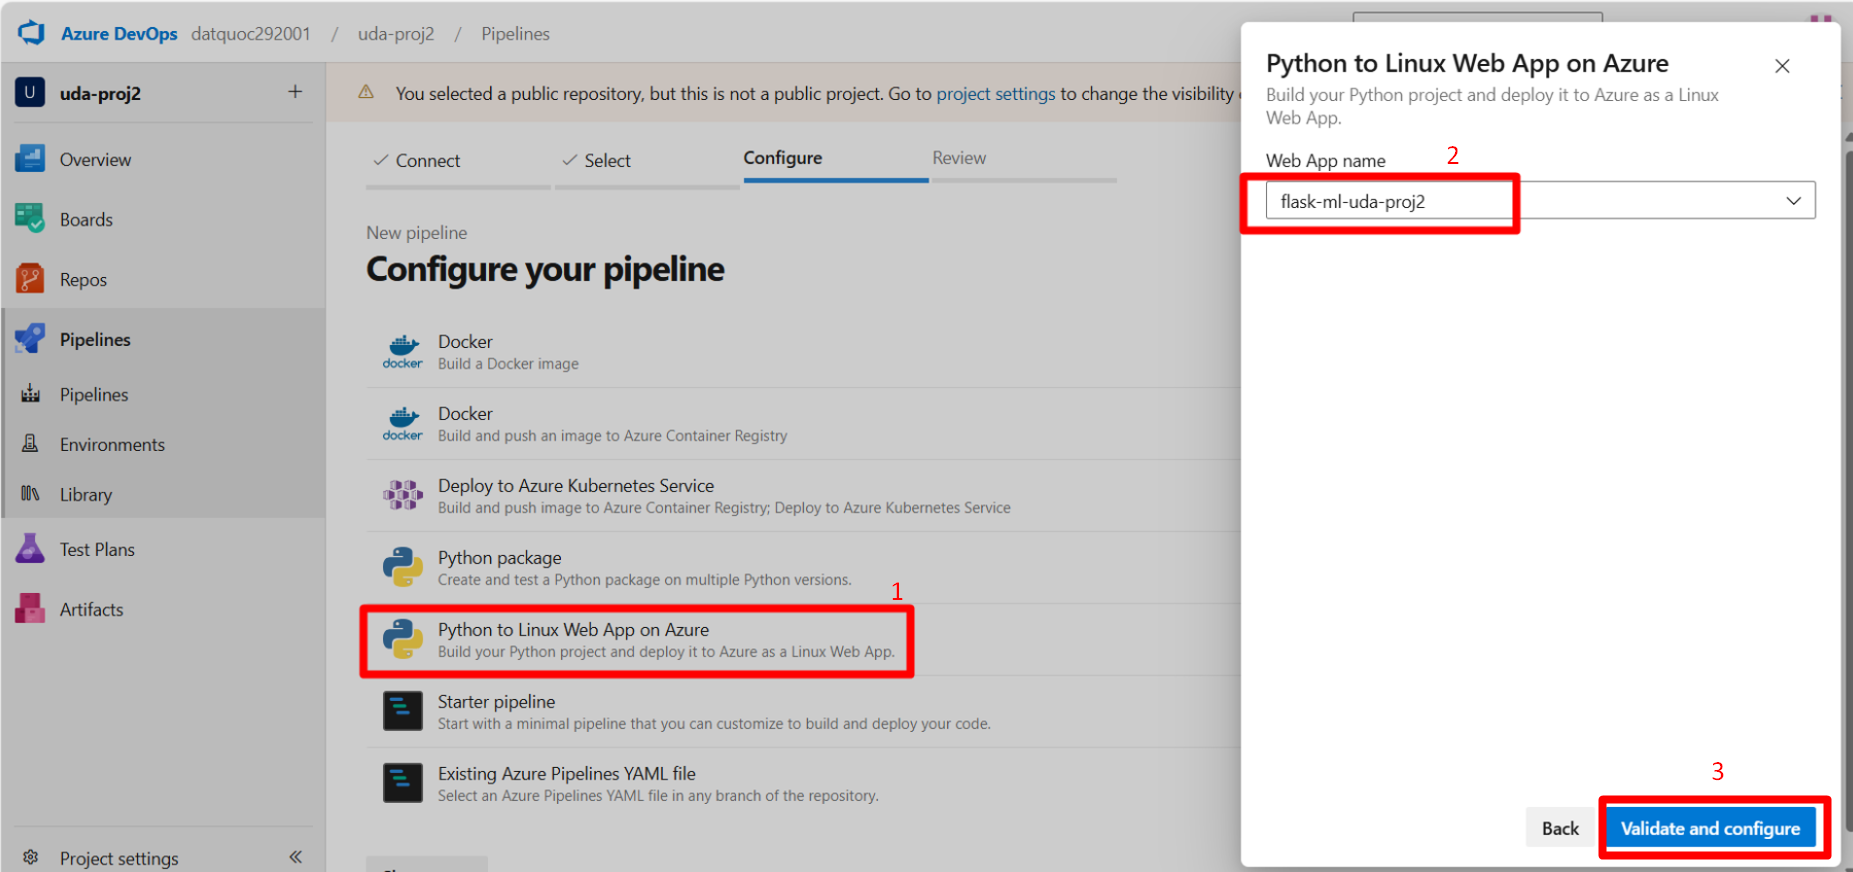 Azure DevOps datquoc292001 / uda-proj2 / Pipelines
U uda-proj2 +
Overview
Boards
Repos
Pipelines
Pipelines
Environments
Library
Test Plans
Artifacts
Project settings
You selected a public repository, but this is not a public project. Go to project settings to change the visibility
Connect
Select
Configure
Review
New pipeline
Configure your pipeline
docker
Docker
Build a Docker image
docker
Docker
Build and push an image to Azure Container Registry
Deploy to Azure Kubernetes Service
Build and push image to Azure Container Registry; Deploy to Azure Kubernetes Service
Python package
Create and test a Python package on multiple Python versions.
1
Python to Linux Web App on Azure
Build your Python project and deploy it to Azure as a Linux Web App.
Starter pipeline
Start with a minimal pipeline that you can customize to build and deploy your code.
Existing Azure Pipelines YAML file
Select an Azure Pipelines YAML file in any branch of the repository.
Python to Linux Web App on Azure
Build your Python project and deploy it to Azure as a Linux
Web App.
Web App name
2
flask-ml-uda-proj2
3
Back
Validate and configure